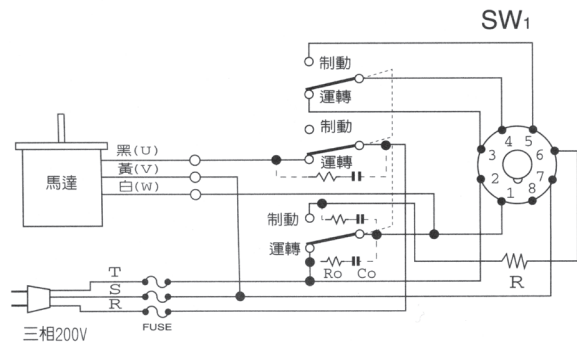 SW1
制動
運轉
制動
運轉
黑(U)
黃(V)
白(W)
馬達
制動
運轉
Ro Co
R
4 5
3 6
2 7
1 8
T
S
R
FUSE
三相200V